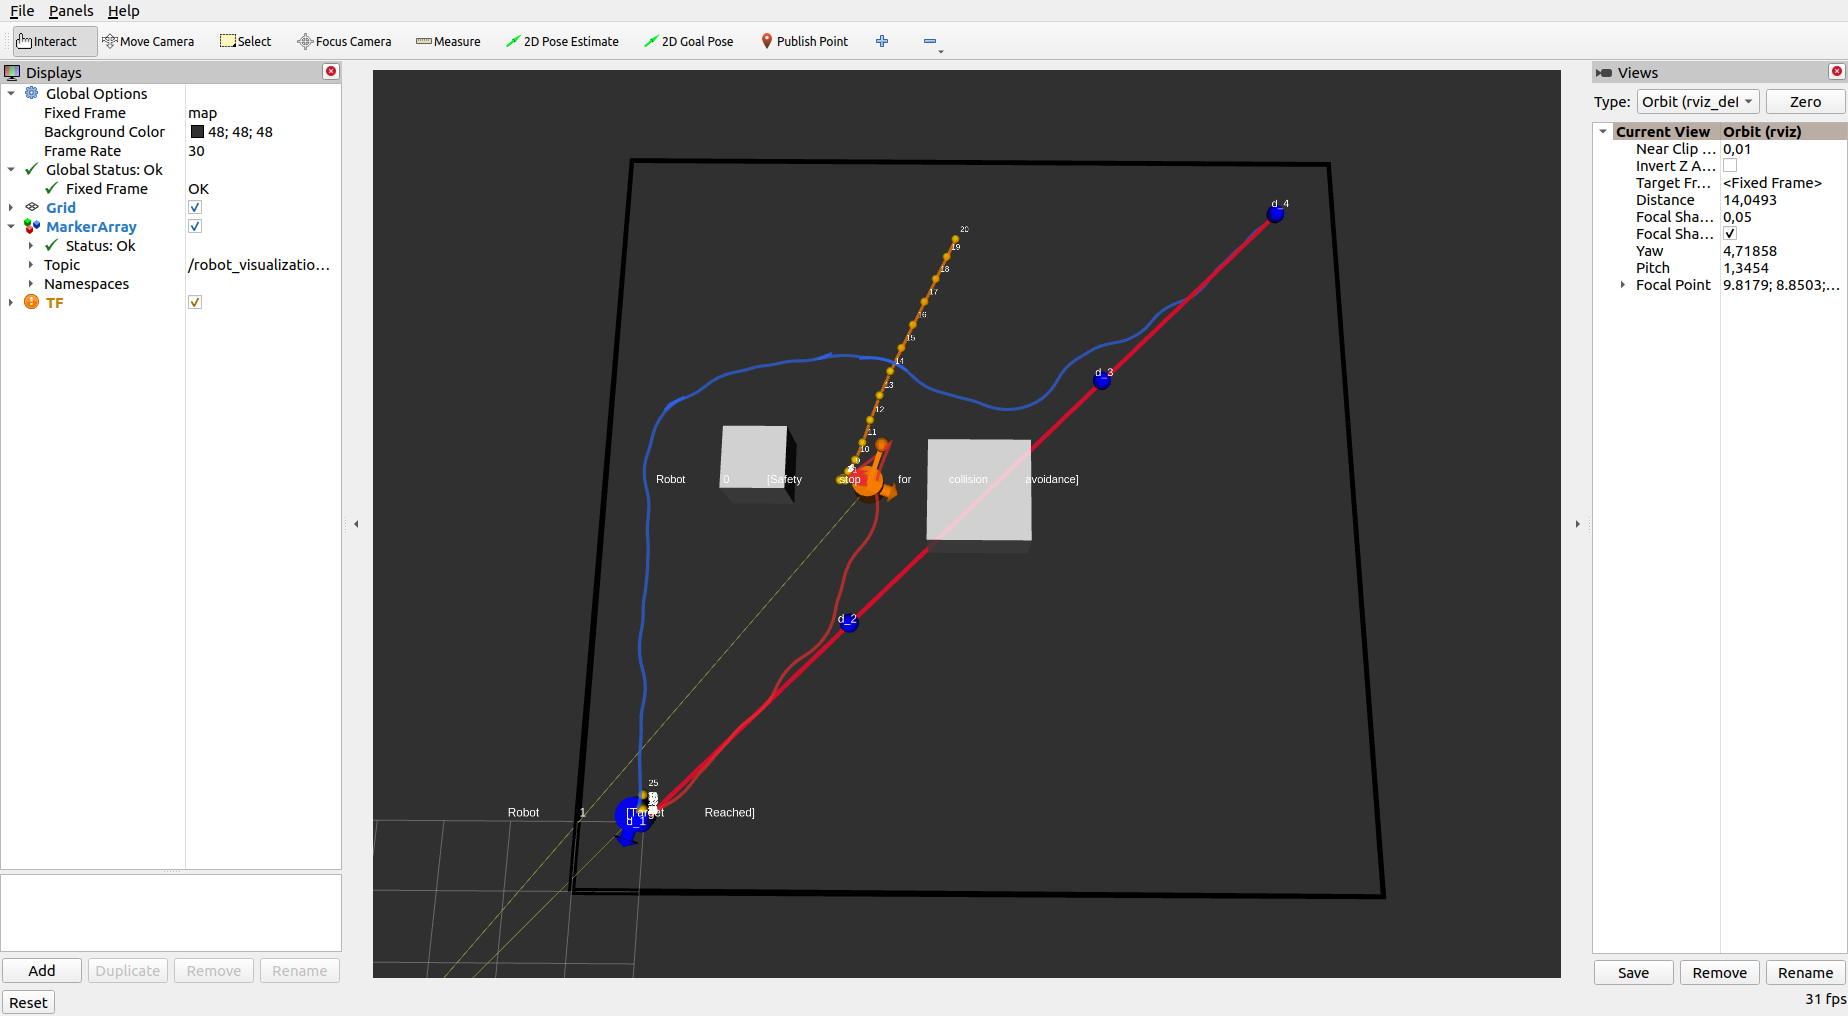 File Panels Help
Interact Move Camera Select Focus Camera Measure 2D Pose Estimate 2D Goal Pose Publish Point
Displays
Global Options
Fixed Frame map
Background Color 48; 48; 48
Frame Rate 30
Global Status: Ok
Fixed Frame OK
Grid
MarkerArray
Status: Ok
Topic /robot_visualizatio...
Namespaces
TF
Add Duplicate Remove Rename
Reset
d_4
20
19
18
17
16
15
14
d_3
13
12
11
10
9
Robot 0 [Safety stop for collision avoidance]
d_2
25
Robot 1 [Target Reached]
d_1
Views
Type: Orbit (rviz_def Zero
Current View Orbit (rviz)
Near Clip ... 0,01
Invert Z A...
Target Fr... <Fixed Frame>
Distance 14,0493
Focal Sha... 0,05
Focal Sha...
Yaw 4,71858
Pitch 1,3454
Focal Point 9.8179; 8.8503;...
Save Remove Rename
31 fps